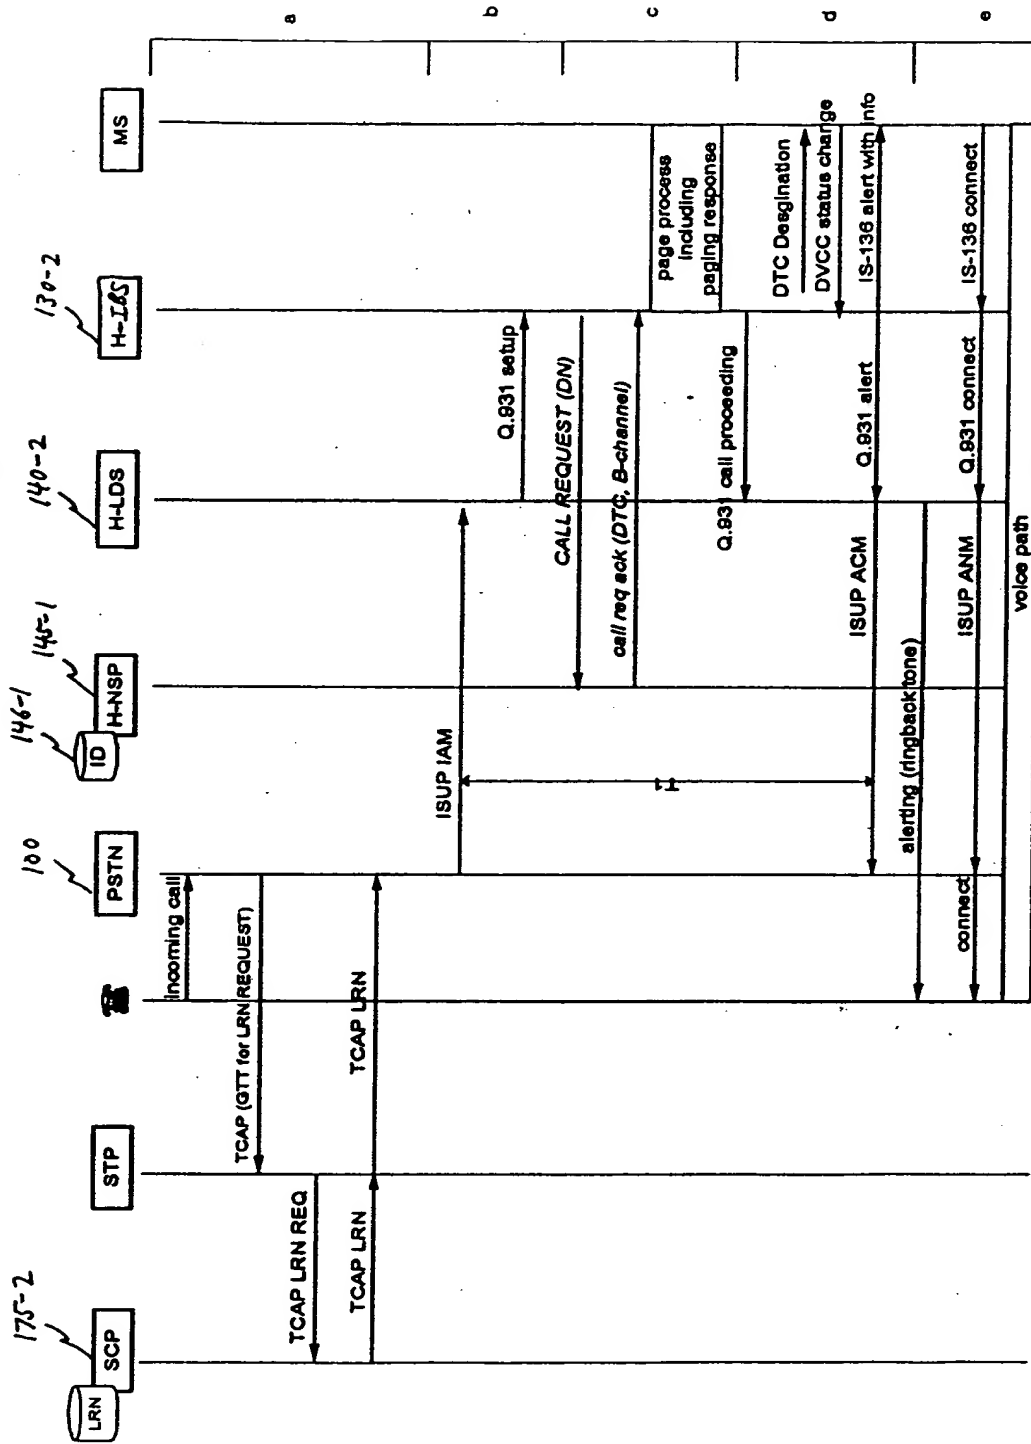 175-2
100
146-1
145-1
140-2
130-2
LRN
SCP
STP
PSTN
ID
H-NSP
H-LDS
H-IBS
MS
incoming call
TCAP (GTT for LRN REQUEST)
TCAP LRN REQ
TCAP LRN
TCAP LRN
a
ISUP IAM
Q.931 setup
b
CALL REQUEST (DN)
call req ack (DTC, B-channel)
page process
including
paging response
c
T1
Q.931 call proceeding
DTC Desgination
DVCC status change
ISUP ACM
Q.931 alert
IS-136 alert with info
d
alerting (ringback tone)
connect
ISUP ANM
Q.931 connect
IS-136 connect
e
voice path